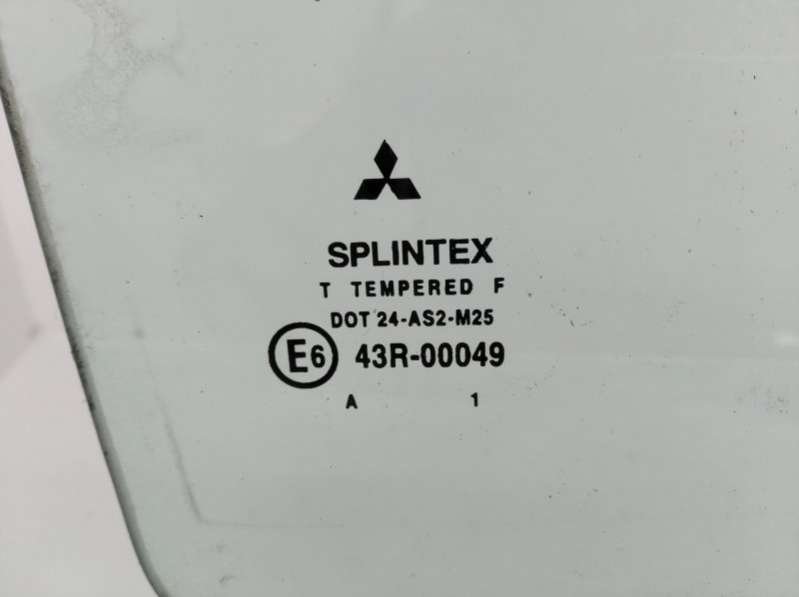 SPLINTEX
T TEMPERED F
DOT 24-AS2-M25
E6 43R-00049
A 1